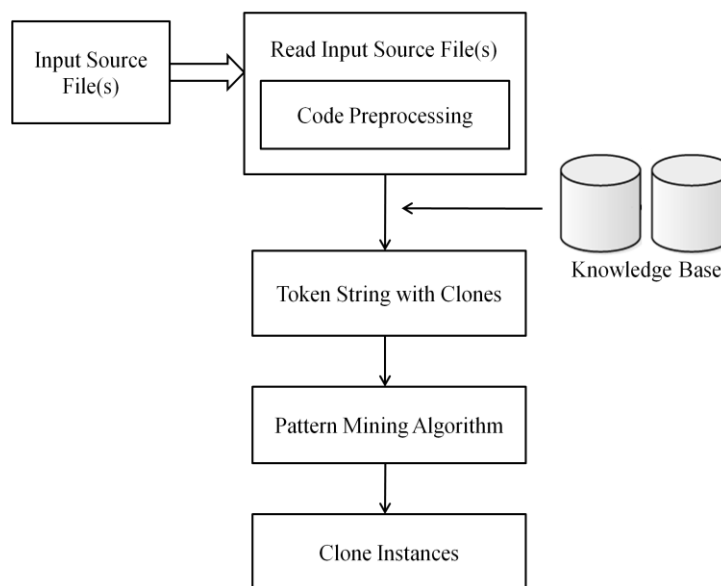 Input Source
File(s)
Read Input Source File(s)
Code Preprocessing
Knowledge Base
Token String with Clones
Pattern Mining Algorithm
Clone Instances